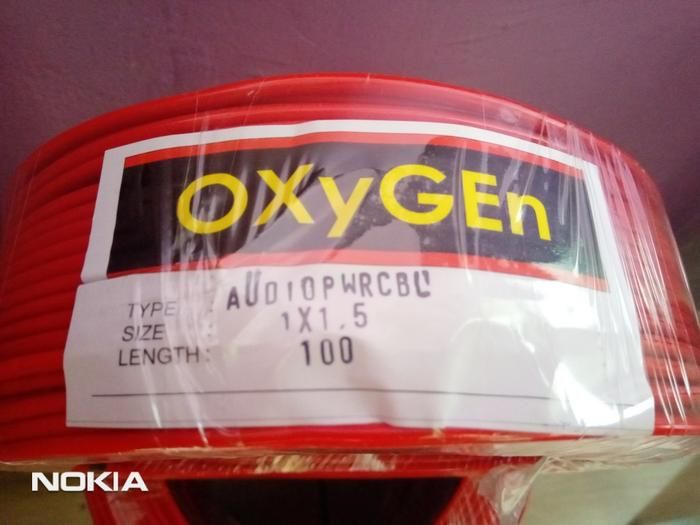 OXyGEn
TYPE : AUDIOPWRCBL
SIZE : 1X1.5
LENGTH : 100
NOKIA